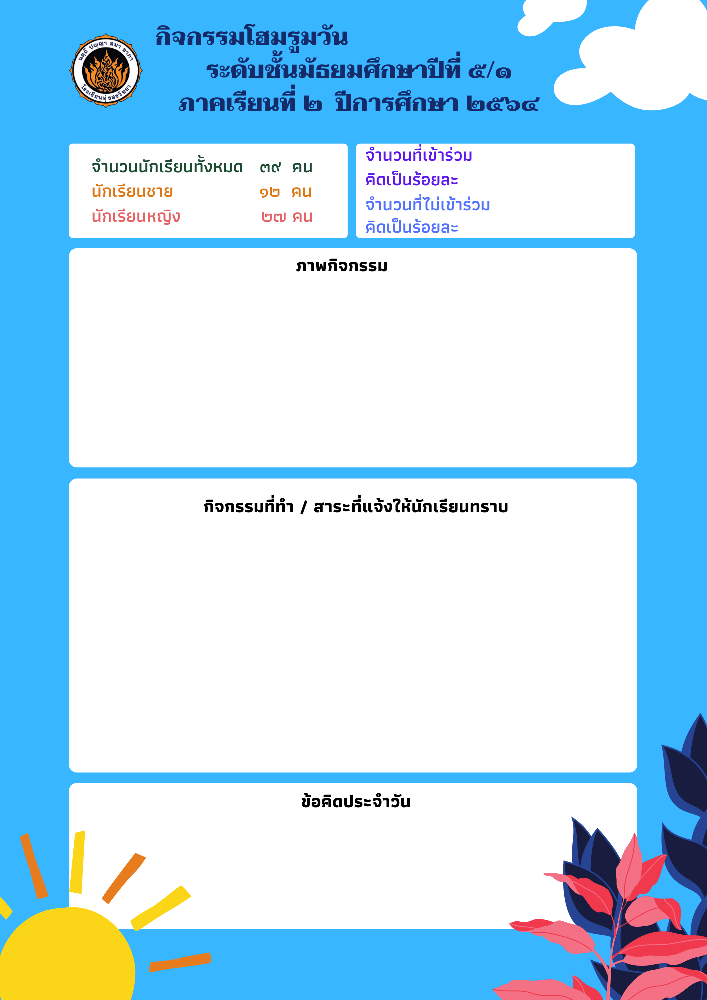 กิจกรรมโฮมรูมวัน
ระดับชั้นมัธยมศึกษาปีที่ ๕/๑
ภาคเรียนที่ ๒ ปีการศึกษา ๒๕๖๔
นตฺถิ ปญฺญา สมา อาภา
โรงเรียนทุ่งสงวิทยา
จำนวนนักเรียนทั้งหมด ๓๙ คน
นักเรียนชาย ๑๒ คน
นักเรียนหญิง ๒๗ คน
จำนวนที่เข้าร่วม
คิดเป็นร้อยละ
จำนวนที่ไม่เข้าร่วม
คิดเป็นร้อยละ
ภาพกิจกรรม
กิจกรรมที่ทำ / สาระที่แจ้งให้นักเรียนทราบ
ข้อคิดประจำวัน